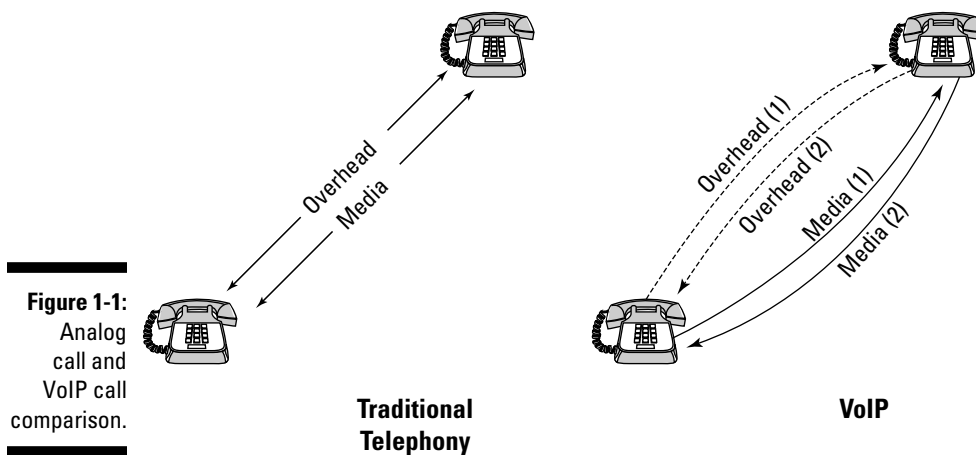 Overhead
Media
Overhead (1)
Overhead (2)
Media (1)
Media (2)
Figure 1-1:
Analog
call and
VoIP call
comparison.
Traditional
Telephony
VoIP